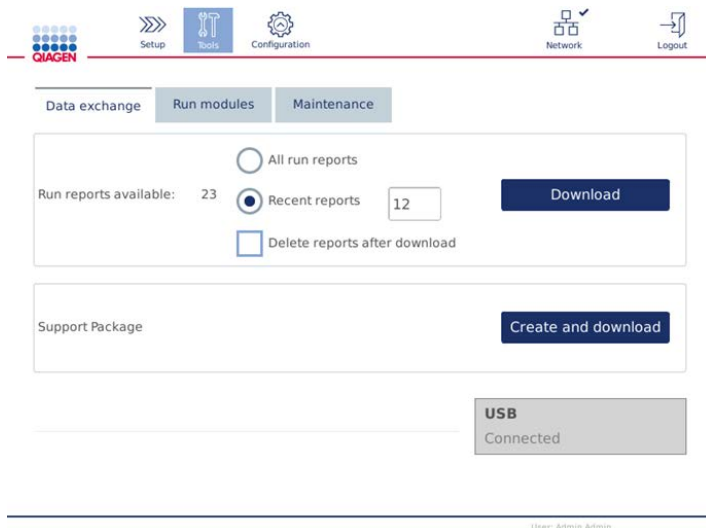 QIAGEN
Setup
Tools
Configuration
Network
Logout
Data exchange
Run modules
Maintenance
All run reports
Run reports available: 23
Recent reports 12
Download
Delete reports after download
Support Package
Create and download
USB
Connected
User: Admin Admin